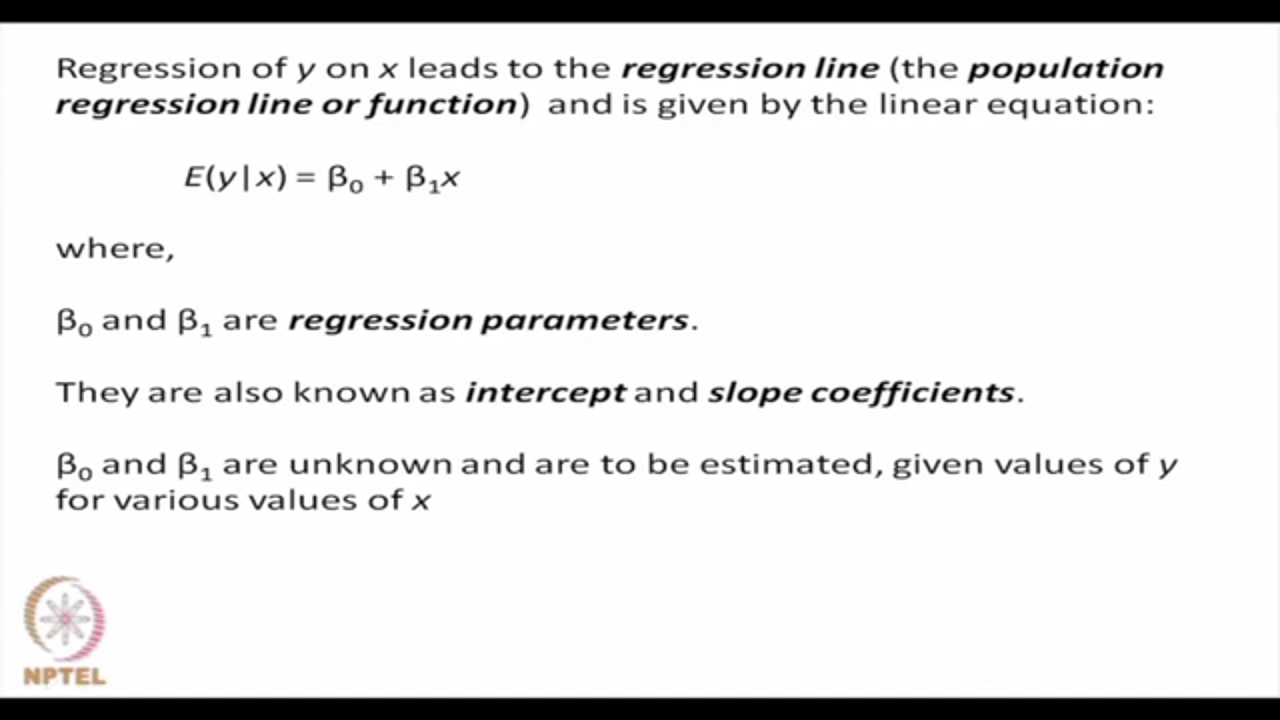 Regression of y on x leads to the regression line (the population
regression line or function) and is given by the linear equation:
E(y|x) = β₀ + β₁x
where,
β₀ and β₁ are regression parameters.
They are also known as intercept and slope coefficients.
β₀ and β₁ are unknown and are to be estimated, given values of y
for various values of x
NPTEL